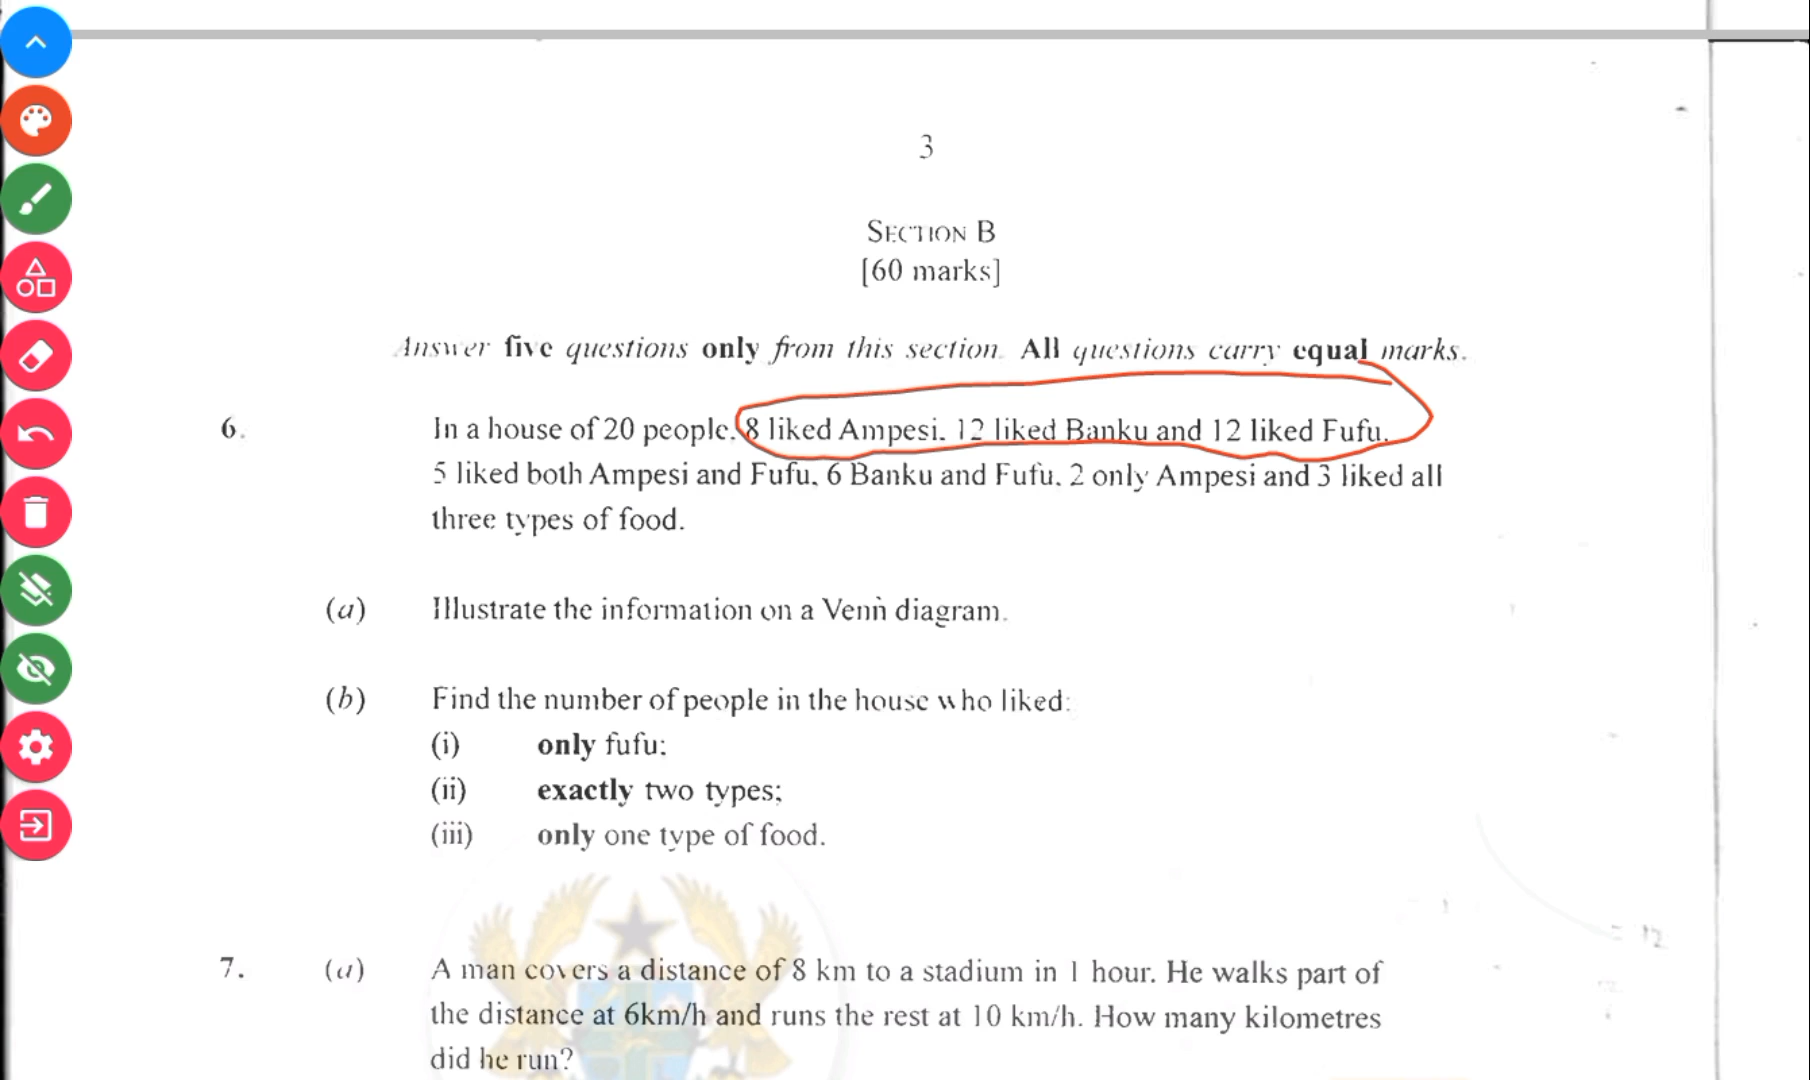 3
SECTION B
[60 marks]
Answer five questions only from this section. All questions carry equal marks.
6. In a house of 20 people, 8 liked Ampesi, 12 liked Banku and 12 liked Fufu.
5 liked both Ampesi and Fufu, 6 Banku and Fufu, 2 only Ampesi and 3 liked all
three types of food.
(a) Illustrate the information on a Venn diagram.
(b) Find the number of people in the house who liked:
(i) only fufu;
(ii) exactly two types;
(iii) only one type of food.
= 12
7. (a) A man covers a distance of 8 km to a stadium in 1 hour. He walks part of
the distance at 6km/h and runs the rest at 10 km/h. How many kilometres
did he run?